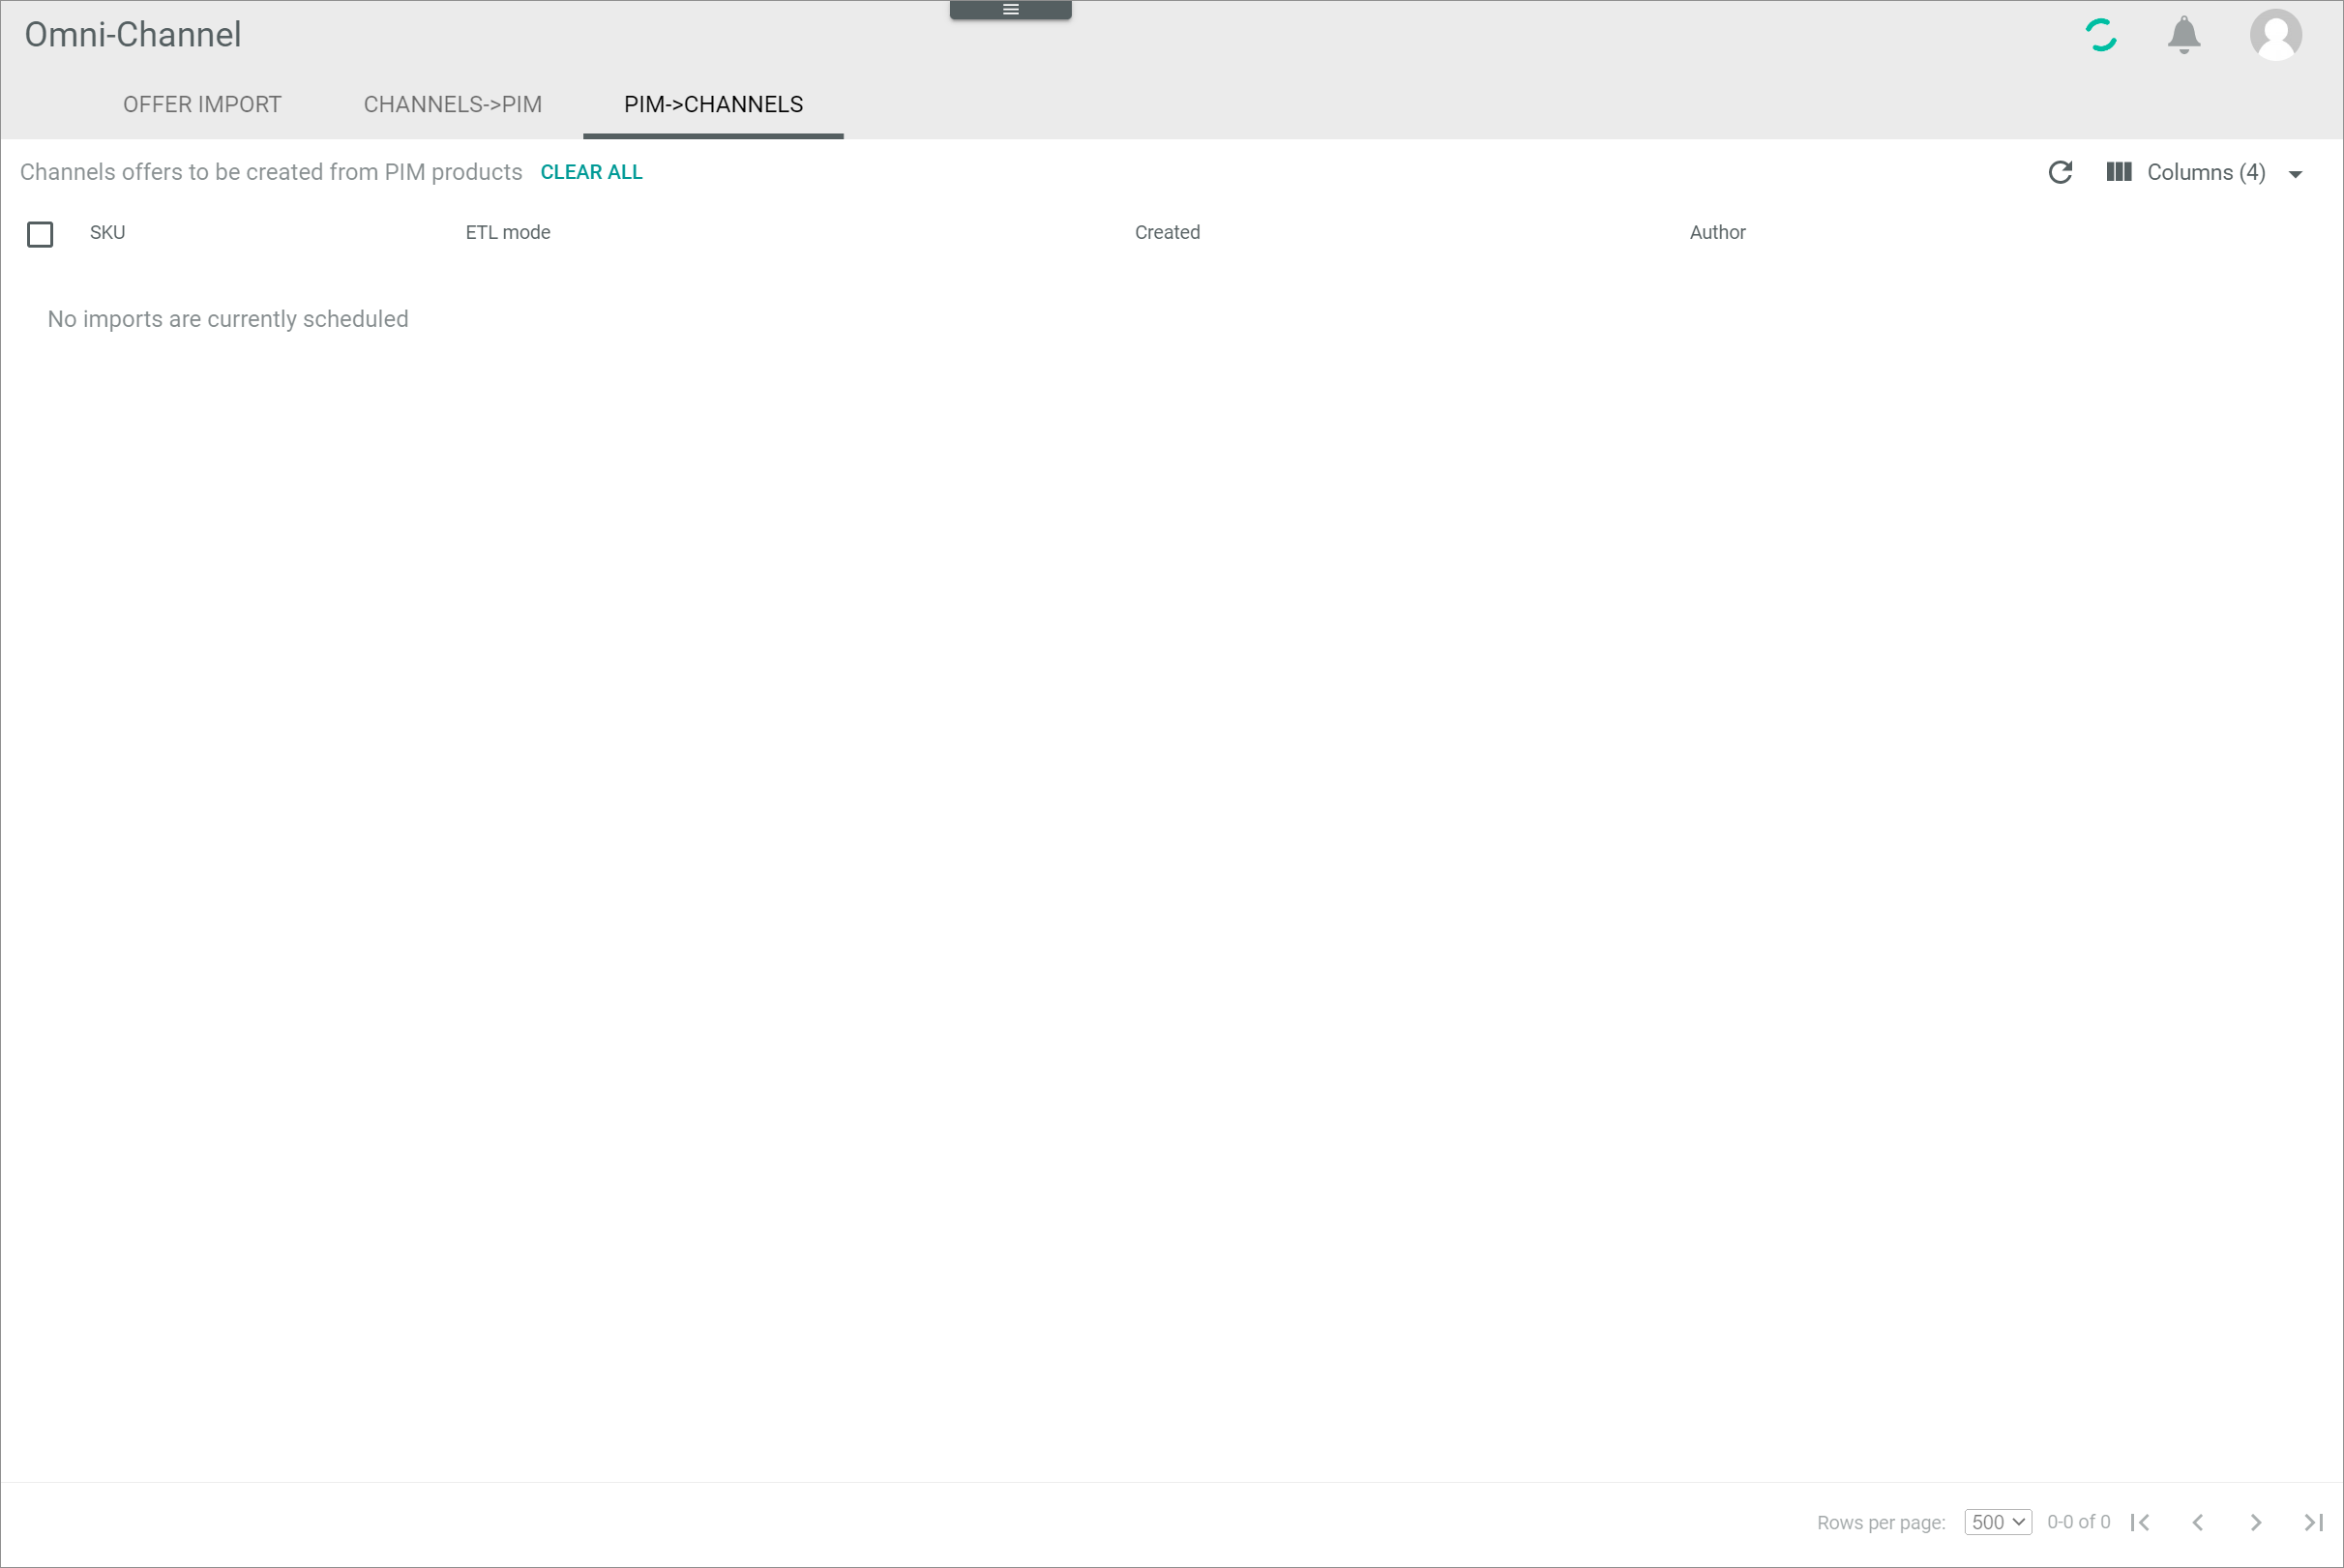 Omni-Channel
OFFER IMPORT CHANNELS->PIM PIM->CHANNELS
Channels offers to be created from PIM products CLEAR ALL Columns (4)
SKU ETL mode Created Author
No imports are currently scheduled
Rows per page: 500 0-0 of 0